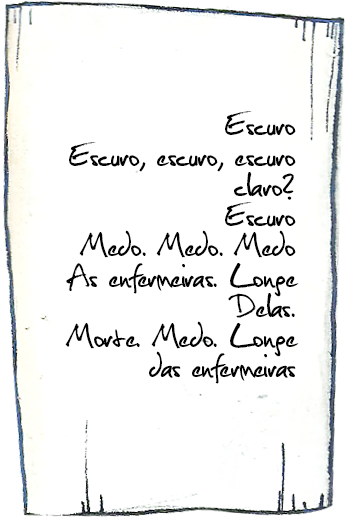 Escuro
Escuro, escuro, escuro
claro?
Escuro
Medo. Medo. Medo
As enfermeiras. Longe
Delas.
Morte. Medo. Longe
das enfermeiras